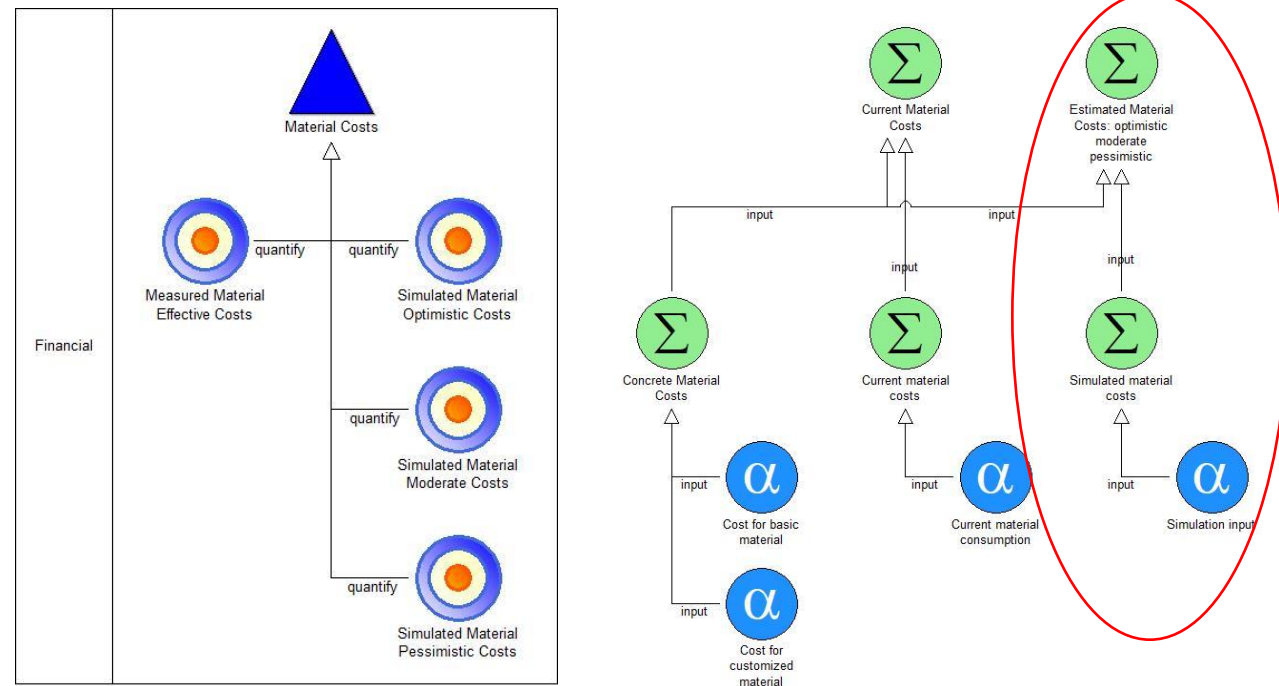 Financial
Material Costs
quantify
quantify
Measured Material
Effective Costs
Simulated Material
Optimistic Costs
quantify
Simulated Material
Moderate Costs
quantify
Simulated Material
Pessimistic Costs
Σ
Current Material
Costs
Σ
Estimated Material
Costs: optimistic
moderate
pessimistic
input
input
input
input
Σ
Concrete Material
Costs
Σ
Current material
costs
Σ
Simulated material
costs
input
α
Cost for basic
material
input
α
Current material
consumption
input
α
Simulation input
input
α
Cost for
customized
material